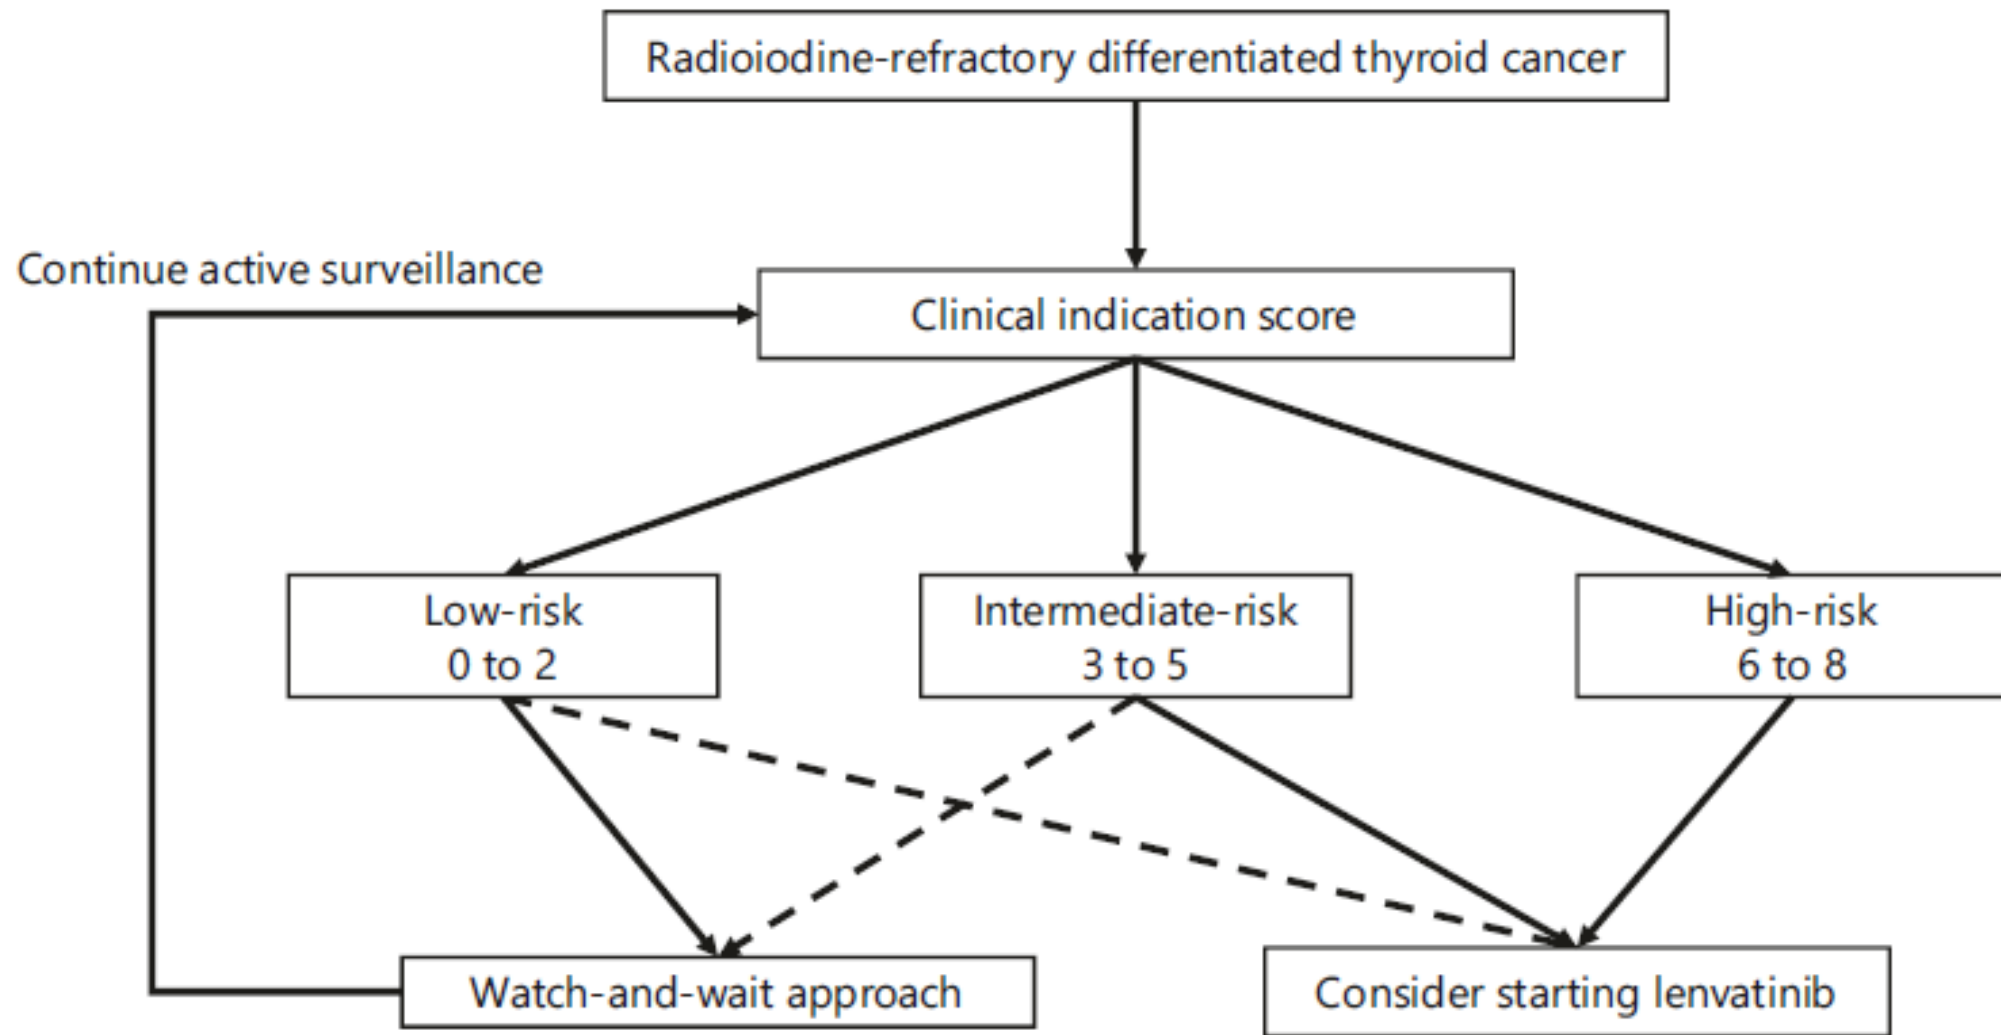 Radioiodine-refractory differentiated thyroid cancer
Continue active surveillance
Clinical indication score
Low-risk
0 to 2
Intermediate-risk
3 to 5
High-risk
6 to 8
Watch-and-wait approach
Consider starting lenvatinib